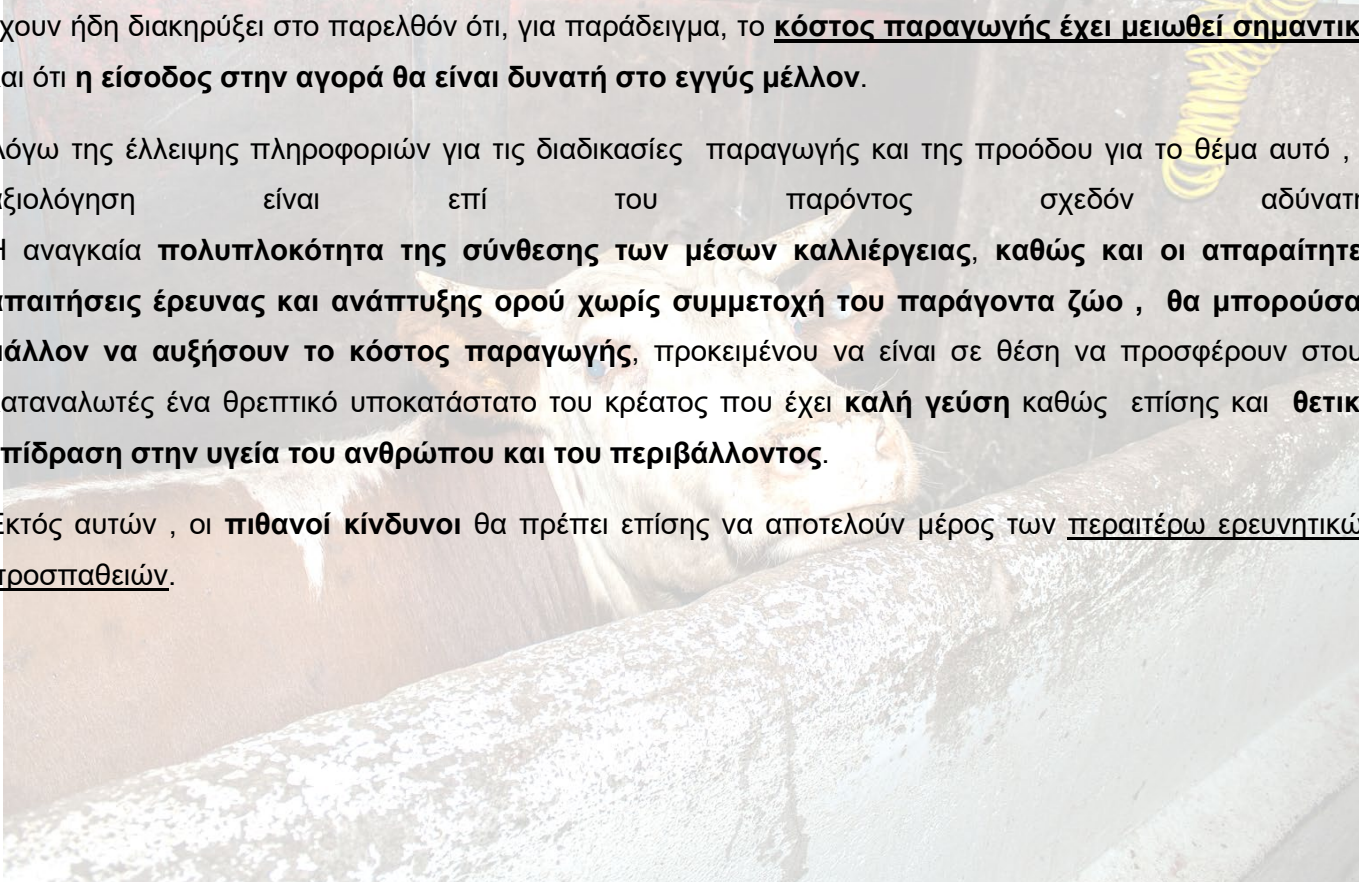 χουν ήδη διακηρύξει στο παρελθόν ότι, για παράδειγμα, το κόστος παραγωγής έχει μειωθεί σημαντικ
αι ότι η είσοδος στην αγορά θα είναι δυνατή στο εγγύς μέλλον.
λόγω της έλλειψης πληροφοριών για τις διαδικασίες παραγωγής και της προόδου για το θέμα αυτό ,
ξιολόγηση είναι επί του παρόντος σχεδόν αδύνατη
Η αναγκαία πολυπλοκότητα της σύνθεσης των μέσων καλλιέργειας, καθώς και οι απαραίτητε
απαιτήσεις έρευνας και ανάπτυξης ορού χωρίς συμμετοχή του παράγοντα ζώο , θα μπορούσα
μάλλον να αυξήσουν το κόστος παραγωγής, προκειμένου να είναι σε θέση να προσφέρουν στου
αταναλωτές ένα θρεπτικό υποκατάστατο του κρέατος που έχει καλή γεύση καθώς επίσης και θετικ
πίδραση στην υγεία του ανθρώπου και του περιβάλλοντος.
Εκτός αυτών , οι πιθανοί κίνδυνοι θα πρέπει επίσης να αποτελούν μέρος των περαιτέρω ερευνητικώ
προσπαθειών.